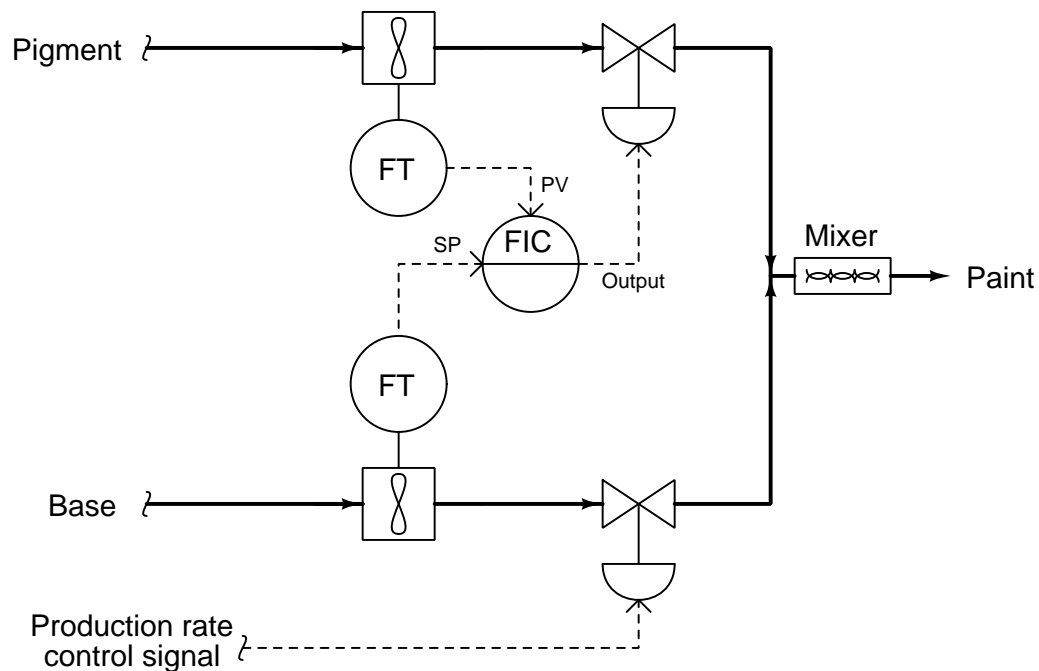 Pigment
FT
PV
SP
FIC
Output
Mixer
Paint
FT
Base
Production rate
control signal